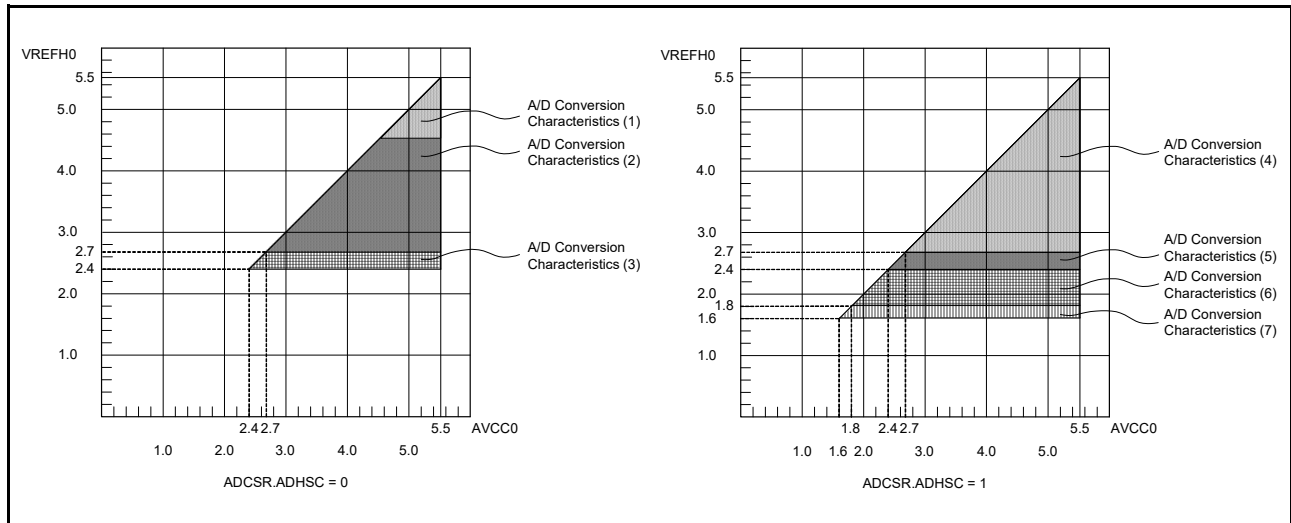 VREFH0
5.5
5.0
4.0
3.0
2.7
2.4
2.0
1.0
A/D Conversion
Characteristics (1)
A/D Conversion
Characteristics (2)
A/D Conversion
Characteristics (3)
2.4 2.7 5.5 AVCC0
1.0 2.0 3.0 4.0 5.0
ADCSR.ADHSC = 0
VREFH0
5.5
5.0
4.0
3.0
2.7
2.4
2.0
1.8
1.6
1.0
A/D Conversion
Characteristics (4)
A/D Conversion
Characteristics (5)
A/D Conversion
Characteristics (6)
A/D Conversion
Characteristics (7)
1.8 2.4 2.7 5.5 AVCC0
1.0 1.6 2.0 3.0 4.0 5.0
ADCSR.ADHSC = 1